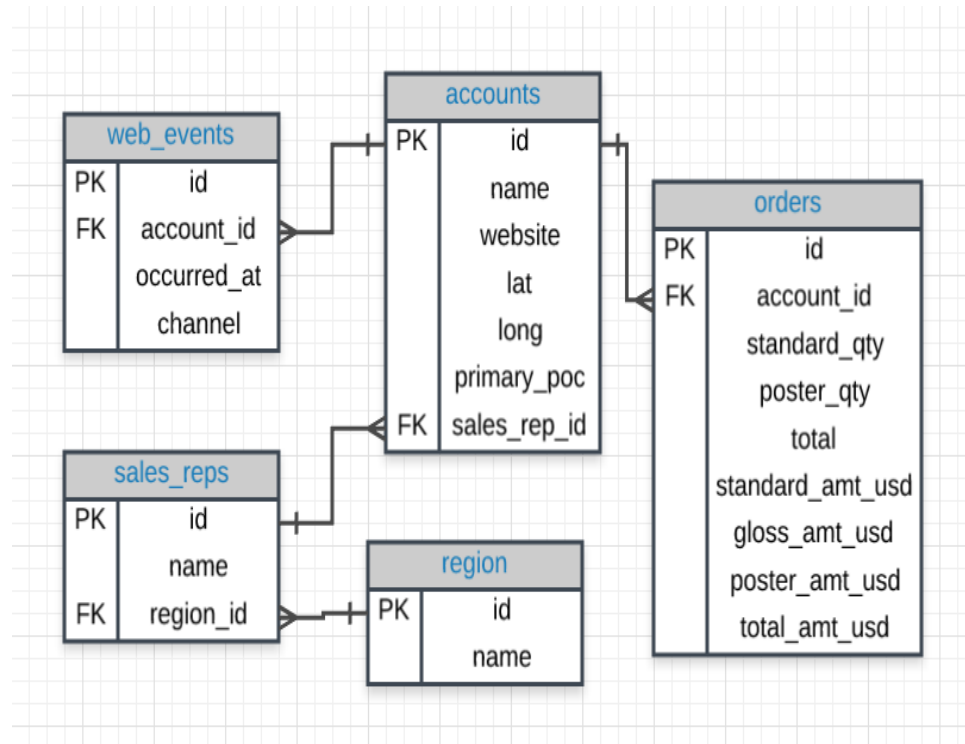 web_events
PK id
FK account_id
occurred_at
channel
accounts
PK id
name
website
lat
long
primary_poc
FK sales_rep_id
orders
PK id
FK account_id
standard_qty
poster_qty
total
standard_amt_usd
gloss_amt_usd
poster_amt_usd
total_amt_usd
sales_reps
PK id
name
FK region_id
region
PK id
name